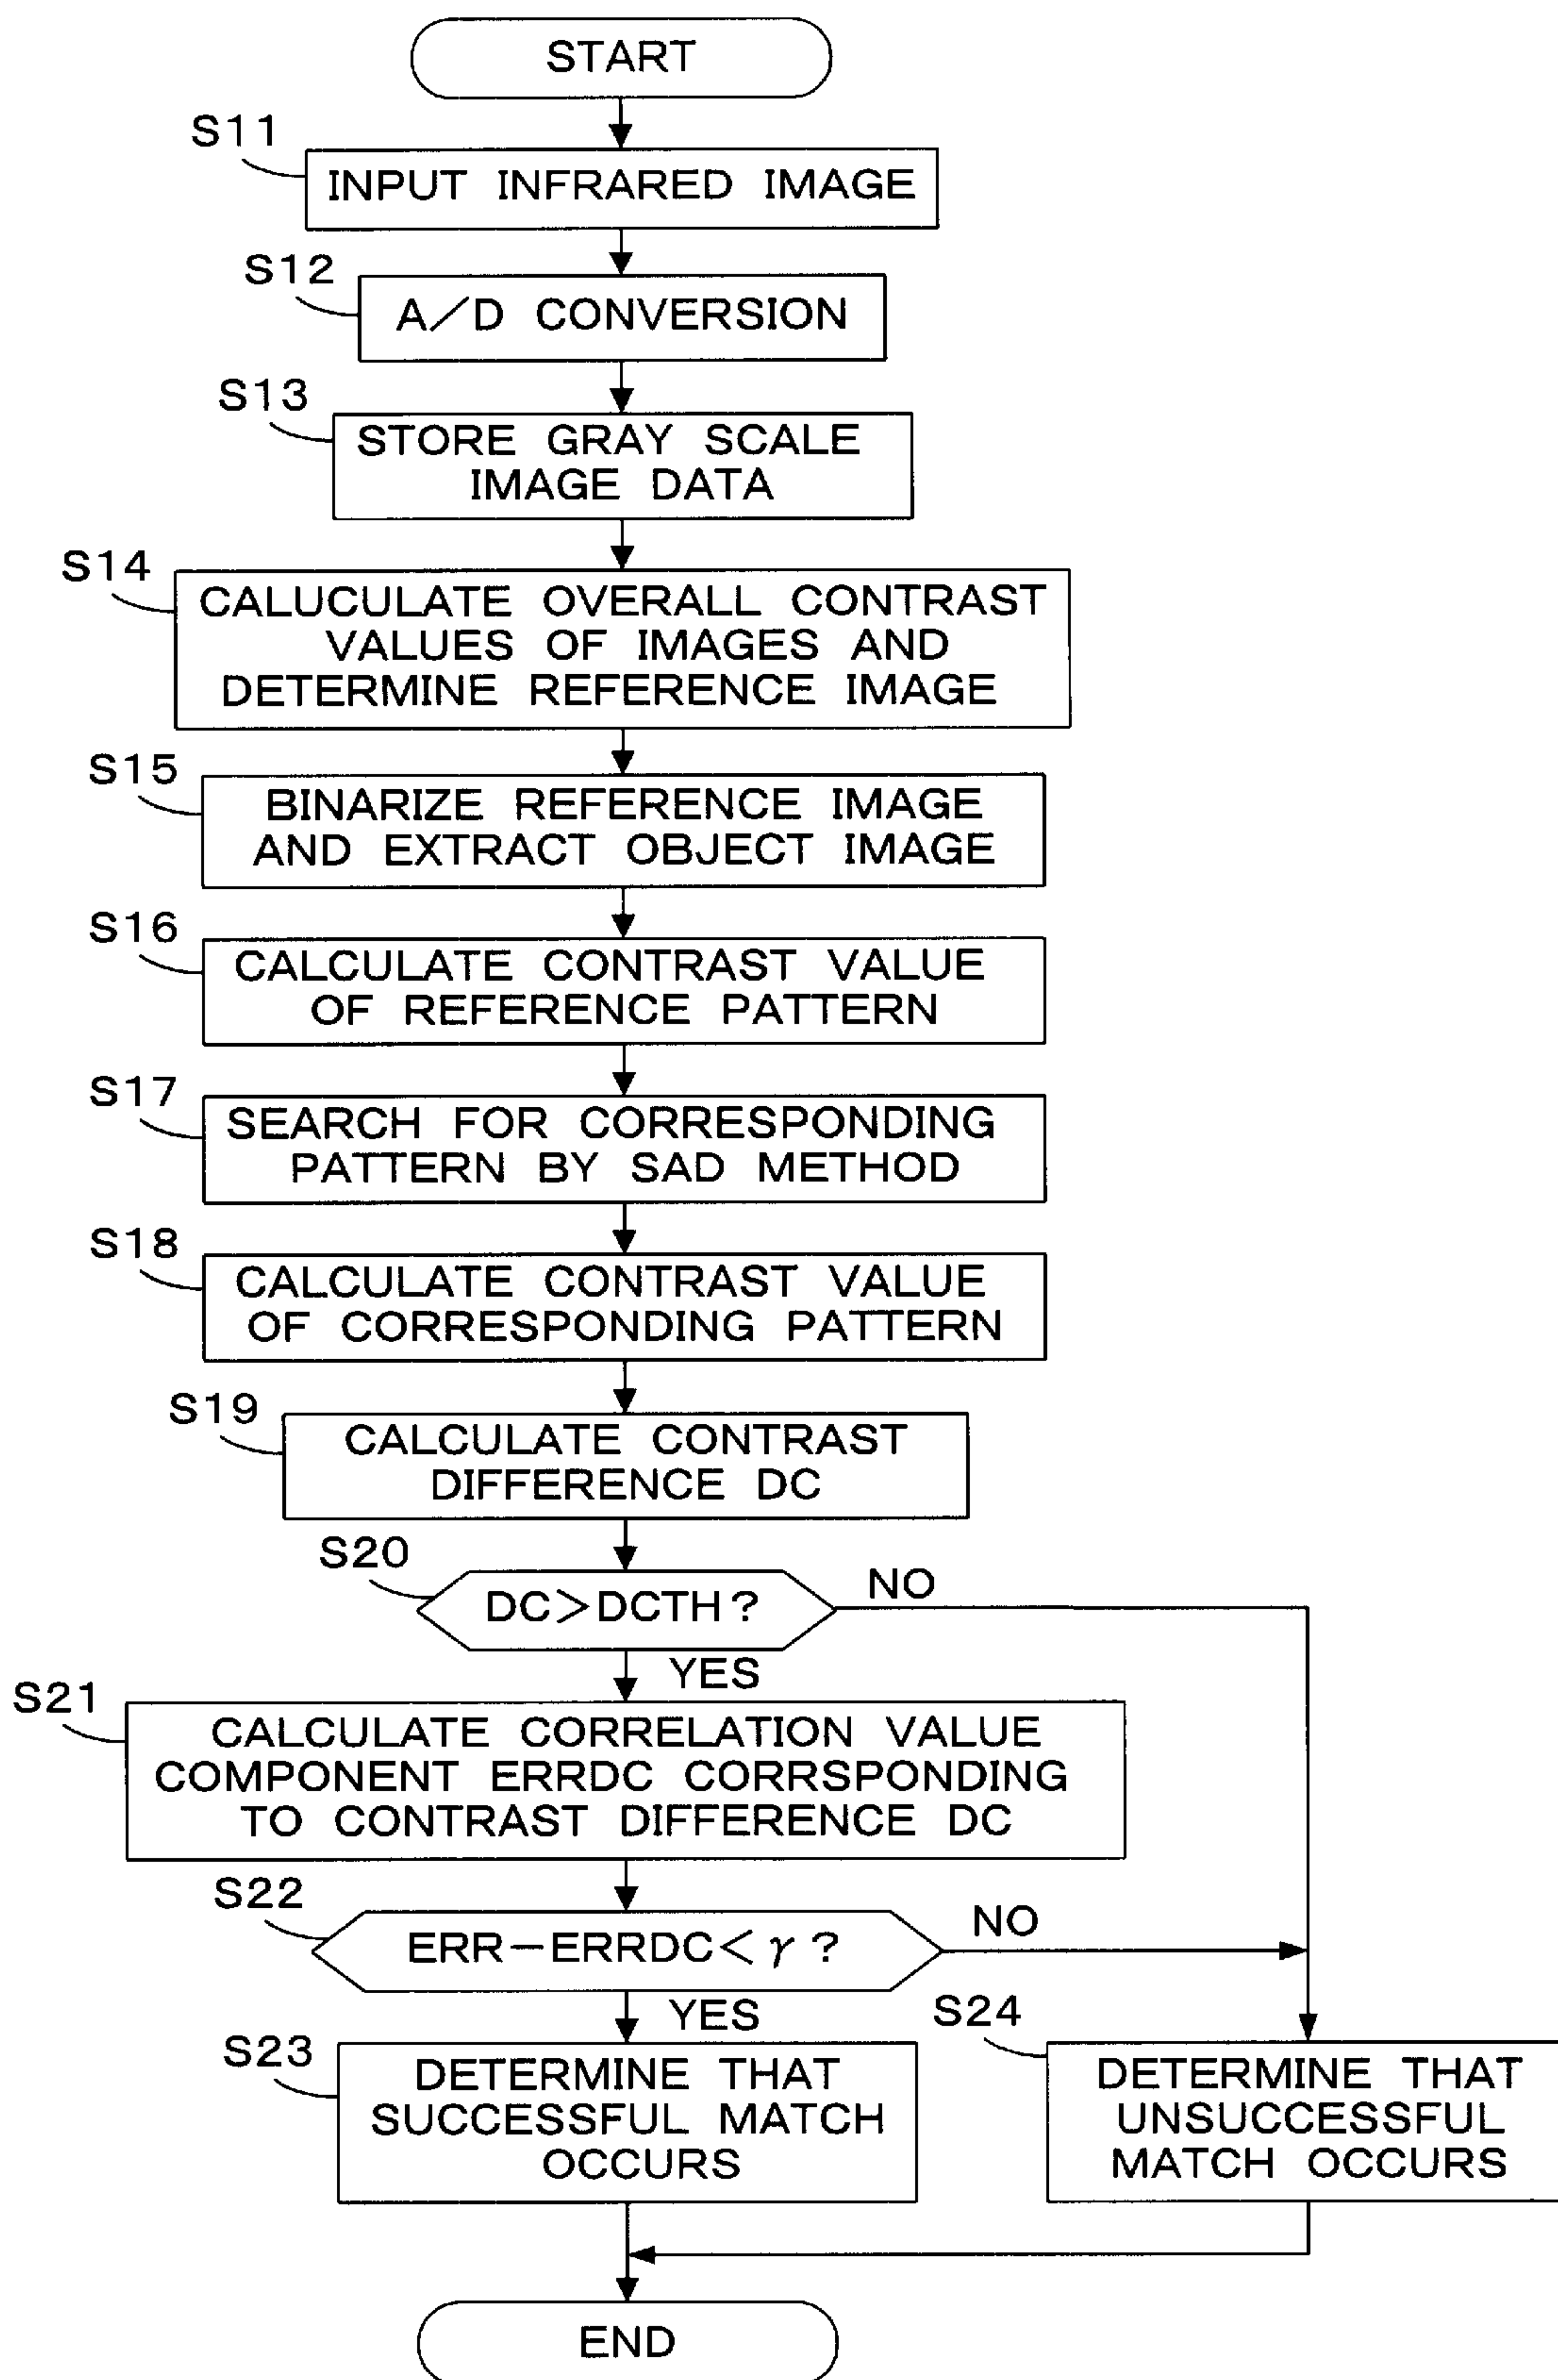 START
S11
INPUT INFRARED IMAGE
S12
A/D CONVERSION
S13
STORE GRAY SCALE
IMAGE DATA
S14
CALUCULATE OVERALL CONTRAST
VALUES OF IMAGES AND
DETERMINE REFERENCE IMAGE
S15
BINARIZE REFERENCE IMAGE
AND EXTRACT OBJECT IMAGE
S16
CALCULATE CONTRAST VALUE
OF REFERENCE PATTERN
S17
SEARCH FOR CORRESPONDING
PATTERN BY SAD METHOD
S18
CALCULATE CONTRAST VALUE
OF CORRESPONDING PATTERN
S19
CALCULATE CONTRAST
DIFFERENCE DC
S20
DC>DCTH?
NO
YES
S21
CALCULATE CORRELATION VALUE
COMPONENT ERRDC CORRSPONDING
TO CONTRAST DIFFERENCE DC
S22
ERR-ERRDC<γ?
NO
YES
S23
DETERMINE THAT
SUCCESSFUL MATCH
OCCURS
S24
DETERMINE THAT
UNSUCCESSFUL
MATCH OCCURS
END